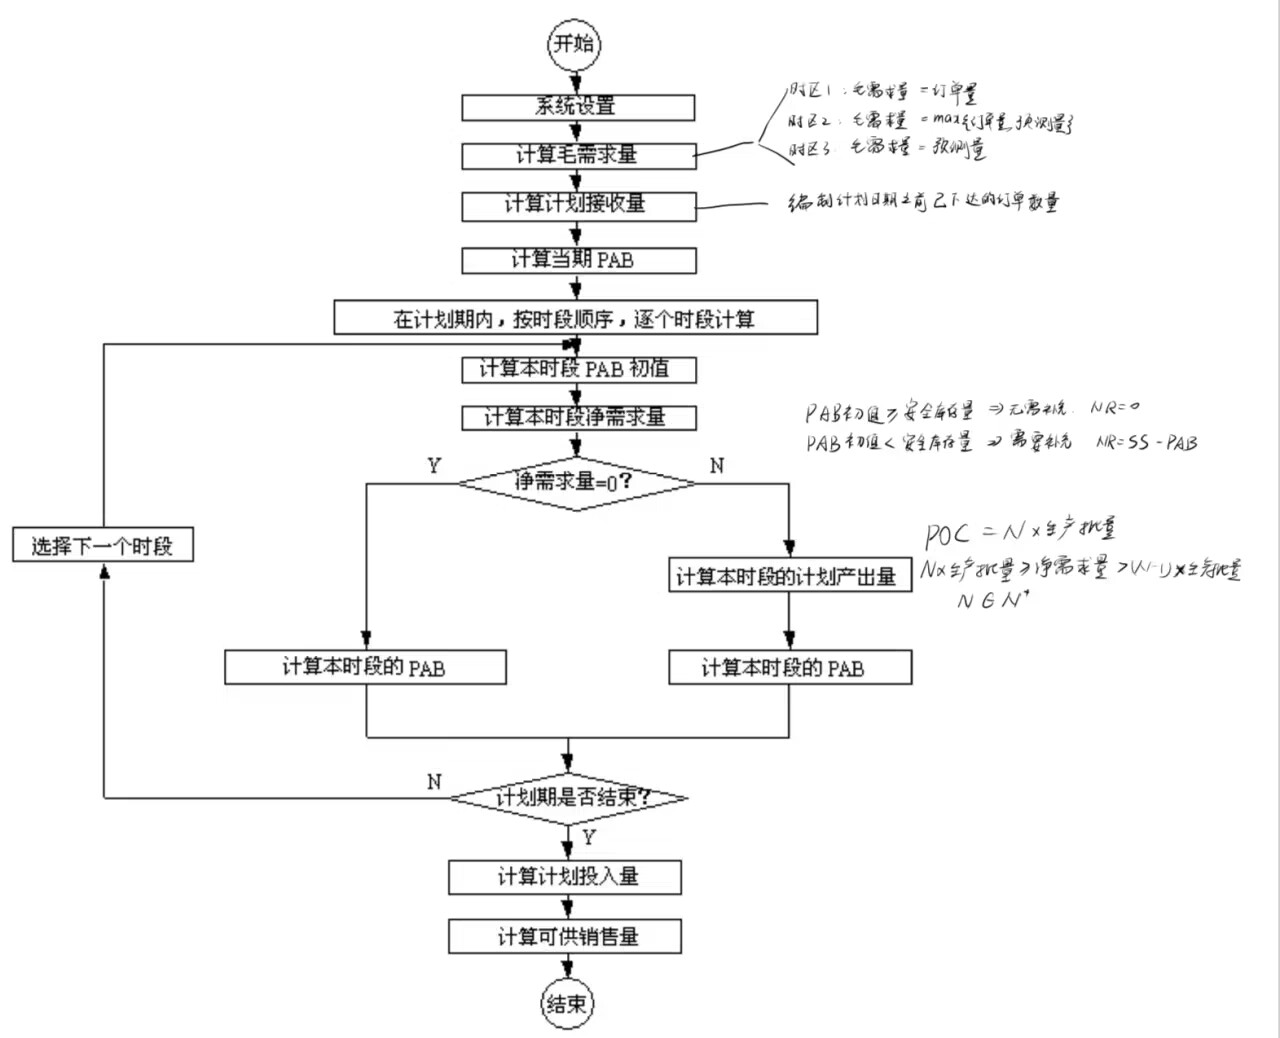 开始
系统设置
计算毛需求量
时区1：毛需求量 = 订单量
时区2：毛需求量 = max{订单量,预测量}
时区3：毛需求量 = 预测量
计算计划接收量
编制计划日期之前已下达的订单数量
计算当期 PAB
在计划期内，按时段顺序，逐个时段计算
计算本时段 PAB 初值
计算本时段净需求量
PAB初值≥安全库存量 ⇒ 无需补充. NR=0
PAB初值<安全库存量 ⇒ 需要补充 NR=SS-PAB
Y
净需求量=0？
N
选择下一个时段
计算本时段的计划产出量
POC = N×生产批量
N×生产批量≥净需求量>(N-1)×生产批量
N∈N⁺
计算本时段的 PAB
计算本时段的 PAB
N
计划期是否结束？
Y
计算计划投入量
计算可供销售量
结束